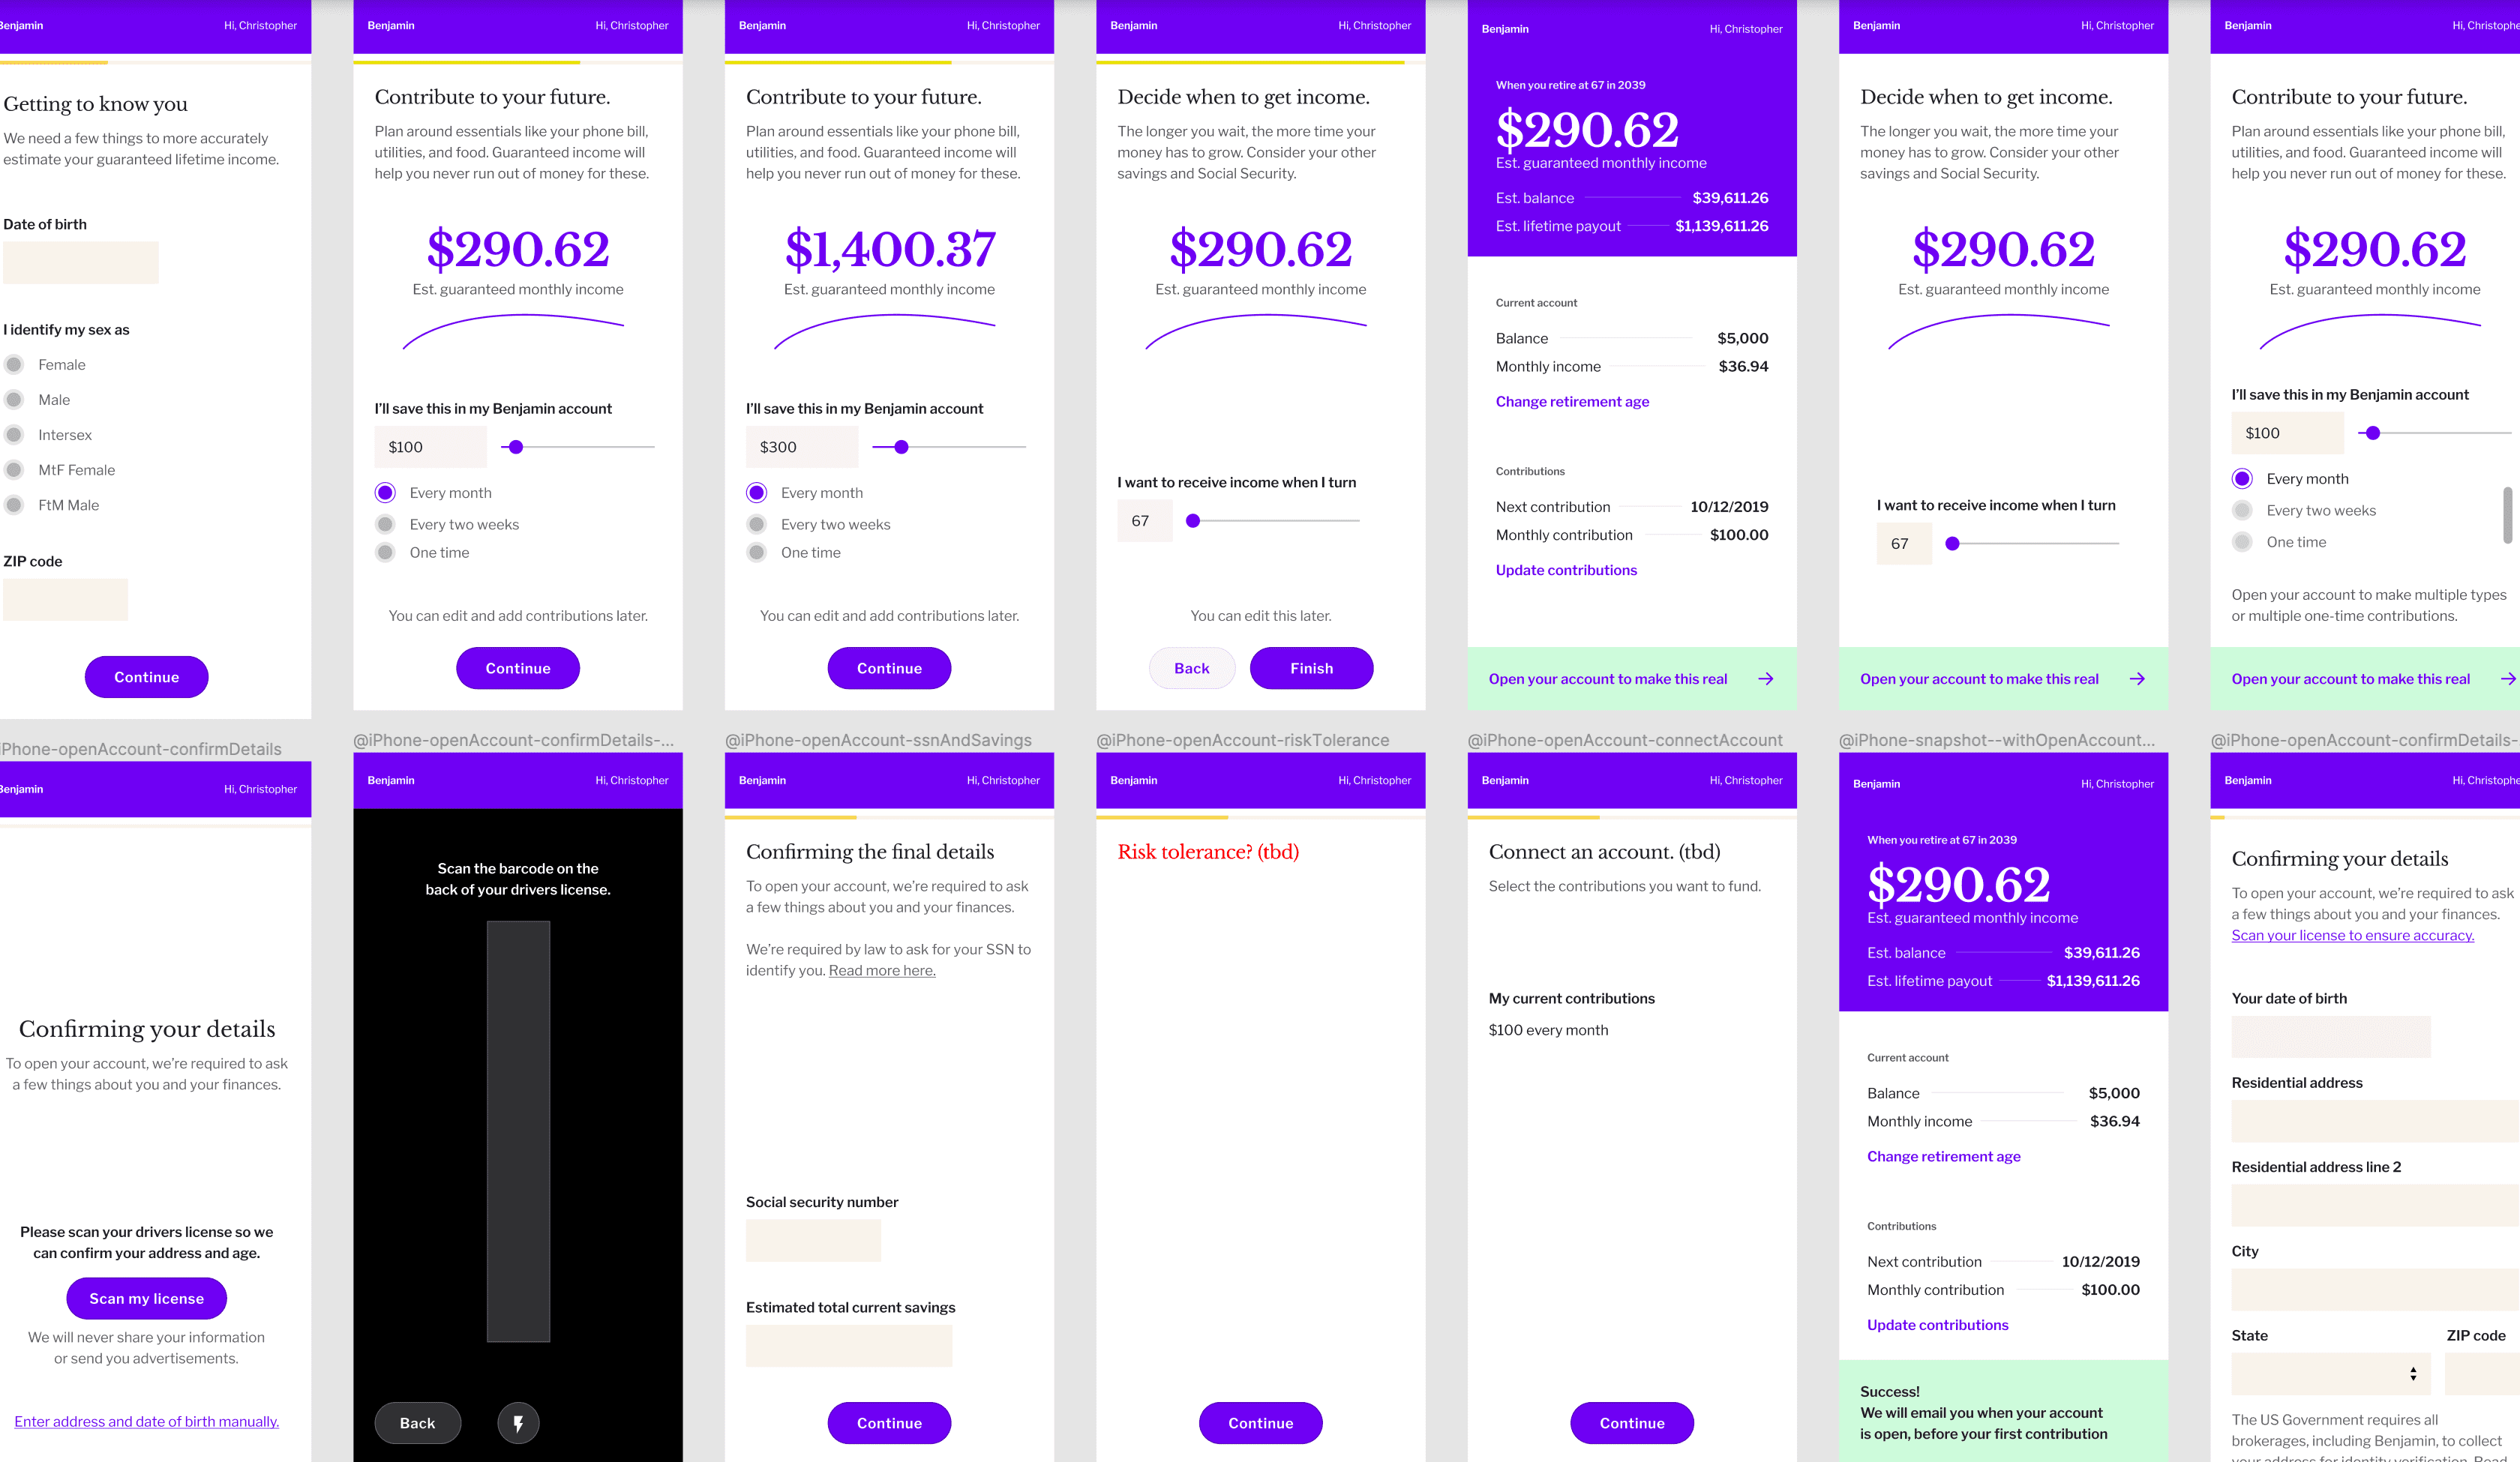 Benjamin
Hi, Christopher
Getting to know you
We need a few things to more accurately
estimate your guaranteed lifetime income.
Date of birth
I identify my sex as
Female
Male
Intersex
MtF Female
FtM Male
ZIP code
Continue
Benjamin
Hi, Christopher
Contribute to your future.
Plan around essentials like your phone bill,
utilities, and food. Guaranteed income will
help you never run out of money for these.
$290.62
Est. guaranteed monthly income
I'll save this in my Benjamin account
$100
Every month
Every two weeks
One time
You can edit and add contributions later.
Continue
Benjamin
Hi, Christopher
Contribute to your future.
Plan around essentials like your phone bill,
utilities, and food. Guaranteed income will
help you never run out of money for these.
$1,400.37
Est. guaranteed monthly income
I'll save this in my Benjamin account
$300
Every month
Every two weeks
One time
You can edit and add contributions later.
Continue
Benjamin
Hi, Christopher
Decide when to get income.
The longer you wait, the more time your
money has to grow. Consider your other
savings and Social Security.
$290.62
Est. guaranteed monthly income
I want to receive income when I turn
67
You can edit this later.
Back
Finish
Benjamin
Hi, Christopher
When you retire at 67 in 2039
$290.62
Est. guaranteed monthly income
Est. balance $39,611.26
Est. lifetime payout $1,139,611.26
Current account
Balance $5,000
Monthly income $36.94
Change retirement age
Contributions
Next contribution 10/12/2019
Monthly contribution $100.00
Update contributions
Open your account to make this real
Benjamin
Hi, Christopher
Decide when to get income.
The longer you wait, the more time your
money has to grow. Consider your other
savings and Social Security.
$290.62
Est. guaranteed monthly income
I want to receive income when I turn
67
Open your account to make this real
Benjamin
Hi, Christophe
Contribute to your future.
Plan around essentials like your phone bill,
utilities, and food. Guaranteed income will
help you never run out of money for these.
$290.62
Est. guaranteed monthly income
I'll save this in my Benjamin account
$100
Every month
Every two weeks
One time
Open your account to make multiple types
or multiple one-time contributions.
Open your account to make this real
iPhone-openAccount-confirmDetails
Benjamin
Hi, Christopher
Confirming your details
To open your account, we're required to ask
a few things about you and your finances.
Please scan your drivers license so we
can confirm your address and age.
Scan my license
We will never share your information
or send you advertisements.
Enter address and date of birth manually.
@iPhone-openAccount-confirmDetails-...
Benjamin
Hi, Christopher
Scan the barcode on the
back of your drivers license.
Back
@iPhone-openAccount-ssnAndSavings
Benjamin
Hi, Christopher
Confirming the final details
To open your account, we're required to ask
a few things about you and your finances.
We're required by law to ask for your SSN to
identify you. Read more here.
Social security number
Estimated total current savings
Continue
@iPhone-openAccount-riskTolerance
Benjamin
Hi, Christopher
Risk tolerance? (tbd)
Continue
@iPhone-openAccount-connectAccount
Benjamin
Hi, Christopher
Connect an account. (tbd)
Select the contributions you want to fund.
My current contributions
$100 every month
Continue
@iPhone-snapshot--withOpenAccount...
Benjamin
Hi, Christopher
When you retire at 67 in 2039
$290.62
Est. guaranteed monthly income
Est. balance $39,611.26
Est. lifetime payout $1,139,611.26
Current account
Balance $5,000
Monthly income $36.94
Change retirement age
Contributions
Next contribution 10/12/2019
Monthly contribution $100.00
Update contributions
Success!
We will email you when your account
is open, before your first contribution
@iPhone-openAccount-confirmDetails-
Benjamin
Hi, Christophe
Confirming your details
To open your account, we're required to ask
a few things about you and your finances.
Scan your license to ensure accuracy.
Your date of birth
Residential address
Residential address line 2
City
State
ZIP code
The US Government requires all
brokerages, including Benjamin, to collect
your address for identity verification. Read